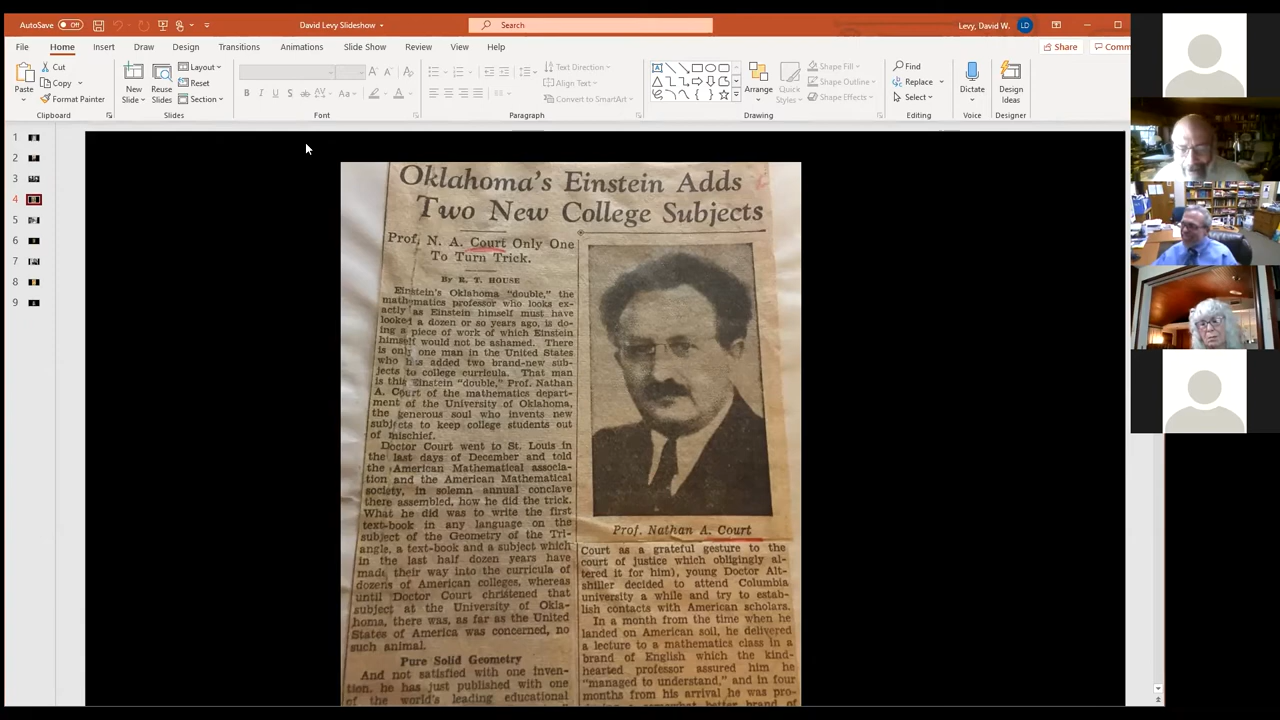 AutoSave Off
David Levy Slideshow
Search
Levy, David W. LD
File Home Insert Draw Design Transitions Animations Slide Show Review View Help
Share Comm
Paste
Cut
Copy
Format Painter
Clipboard
New Slide
Reuse Slides
Layout
Reset
Section
Slides
B I U S ab AV Aa A
Font
Text Direction
Align Text
Convert to SmartArt
Paragraph
Arrange
Quick Styles
Shape Fill
Shape Outline
Shape Effects
Drawing
Find
Replace
Select
Editing
Dictate
Voice
Design Ideas
Designer
1
2
3
4
5
6
7
8
9
Oklahoma's Einstein Adds
Two New College Subjects
Prof. N. A. Court Only One
To Turn Trick.
By R. T. HOUSE
Einstein's Oklahoma "double," the
mathematics professor who looks ex-
actly as Einstein himself must have
looked a dozen or so years ago, is do-
ing a piece of work of which Einstein
himself would not be ashamed. There
is only one man in the United States
who has added two brand-new sub-
jects to college curricula. That man
is this Einstein "double," Prof. Nathan
A. Court of the mathematics depart-
ment of the University of Oklahoma,
the generous soul who invents new
subjects to keep college students out
of mischief.
Doctor Court went to St. Louis in
the last days of December and told
the American Mathematical associa-
tion and the American Mathematical
society, in solemn annual conclave
there assembled, how he did the trick.
What he did was to write the first
text-book in any language on the
subject of the Geometry of the Tri-
angle, a text-book and a subject which
in the last half dozen years have
made their way into the curricula of
dozens of American colleges, whereas
until Doctor Court christened that
subject at the University of Okla-
homa, there was, as far as the United
States of America was concerned, no
such animal.
Pure Solid Geometry
And not satisfied with one inven-
tion, he has just published with one
of the world's leading educational
Prof. Nathan A. Court
Court as a grateful gesture to the
court of justice which obligingly al-
tered it for him), young Doctor Alt-
shiller decided to attend Columbia
university a while and try to estab-
lish contacts with American scholars.
In a month from the time when he
landed on American soil, he delivered
a lecture to a mathematics class in a
brand of English which the kind-
hearted professor assured him he
"managed to understand," and in four
months from his arrival he was pro-
somewhat better brand of